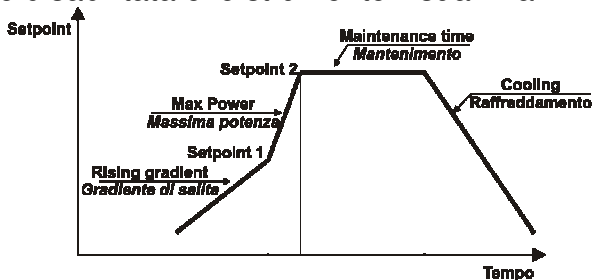 Setpoint
Maintenance time
Mantenimento
Setpoint 2
Cooling
Raffreddamento
Max Power
Massima potenza
Setpoint 1
Rising gradient
Gradiente di salita
Tempo